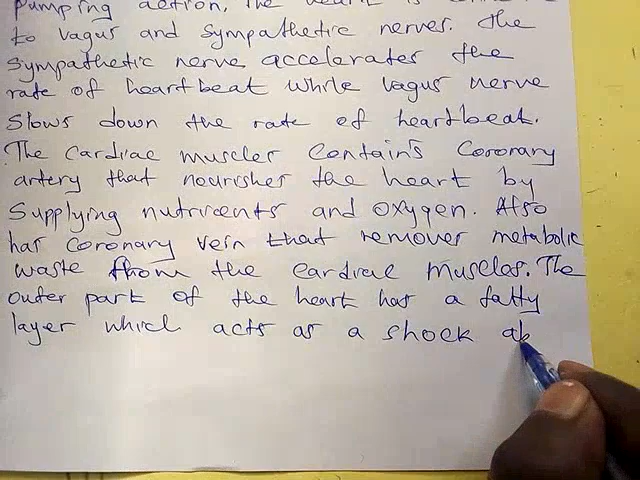 pumping action, The heart is
to vagus and sympathetic nerves. The
sympathetic nerve accelerates the
rate of heartbeat while vagus nerve
slows down the rate of heartbeat.
The cardiac muscles contains coronary
artery that nourishes the heart by
supplying nutrients and oxygen. Also
has coronary vein that removes metabolic
waste from the cardiac muscles. The
outer part of the heart has a fatty
layer which acts as a shock ab